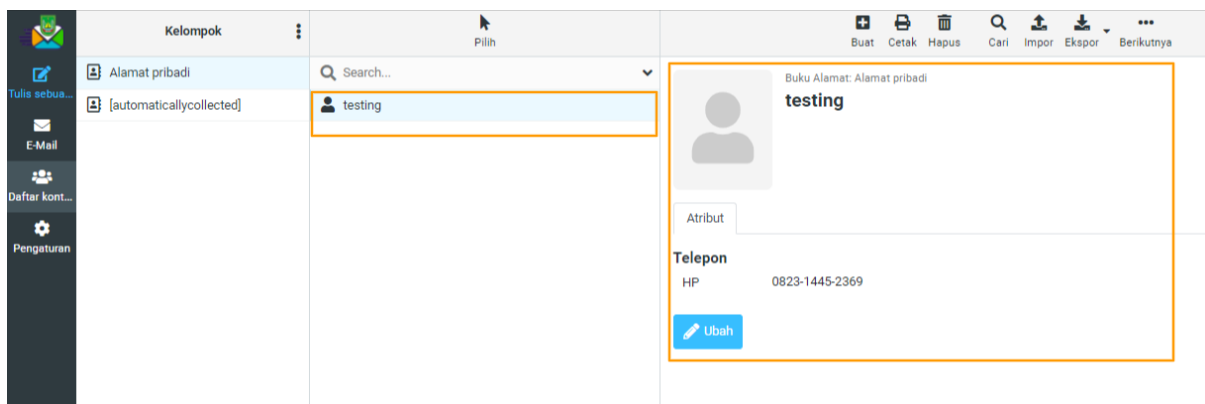 Kelompok
Pilih
Buat Cetak Hapus Cari Impor Ekspor Berikutnya
Tulis sebua...
E-Mail
Daftar kont...
Pengaturan
Alamat pribadi
[automaticallycollected]
Search...
testing
Buku Alamat: Alamat pribadi
testing
Atribut
Telepon
HP 0823-1445-2369
Ubah